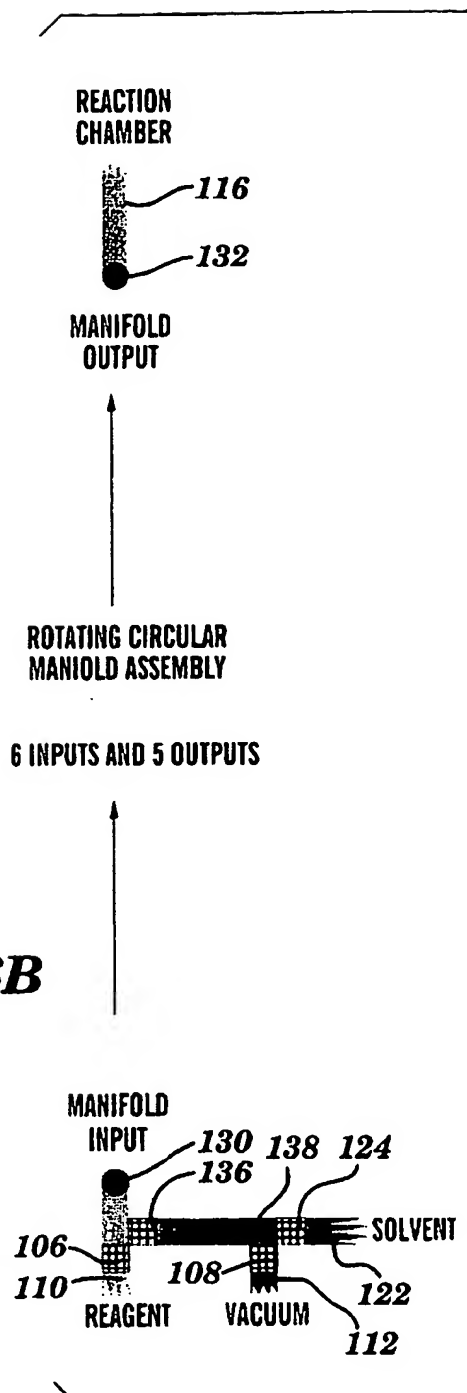 REACTION
CHAMBER
116
132
MANIFOLD
OUTPUT
ROTATING CIRCULAR
MANIOLD ASSEMBLY
6 INPUTS AND 5 OUTPUTS
B
MANIFOLD
INPUT
130 138 124
136
SOLVENT
106
108
122
110
REAGENT VACUUM
112